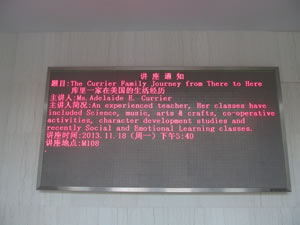 讲座通知
题目:The Currier Family Journey from There to Here
库里一家在美国的生活经历
主讲人:Ms.Adelaide E. Currier
主讲人简况:An experienced teacher, Her classes have
included Science, music, arts & crafts, co-operative
activities, character development studies and
recently Social and Emotional Learning classes.
讲座时间:2013.11.18（周一）下午3:40
讲座地点:M108